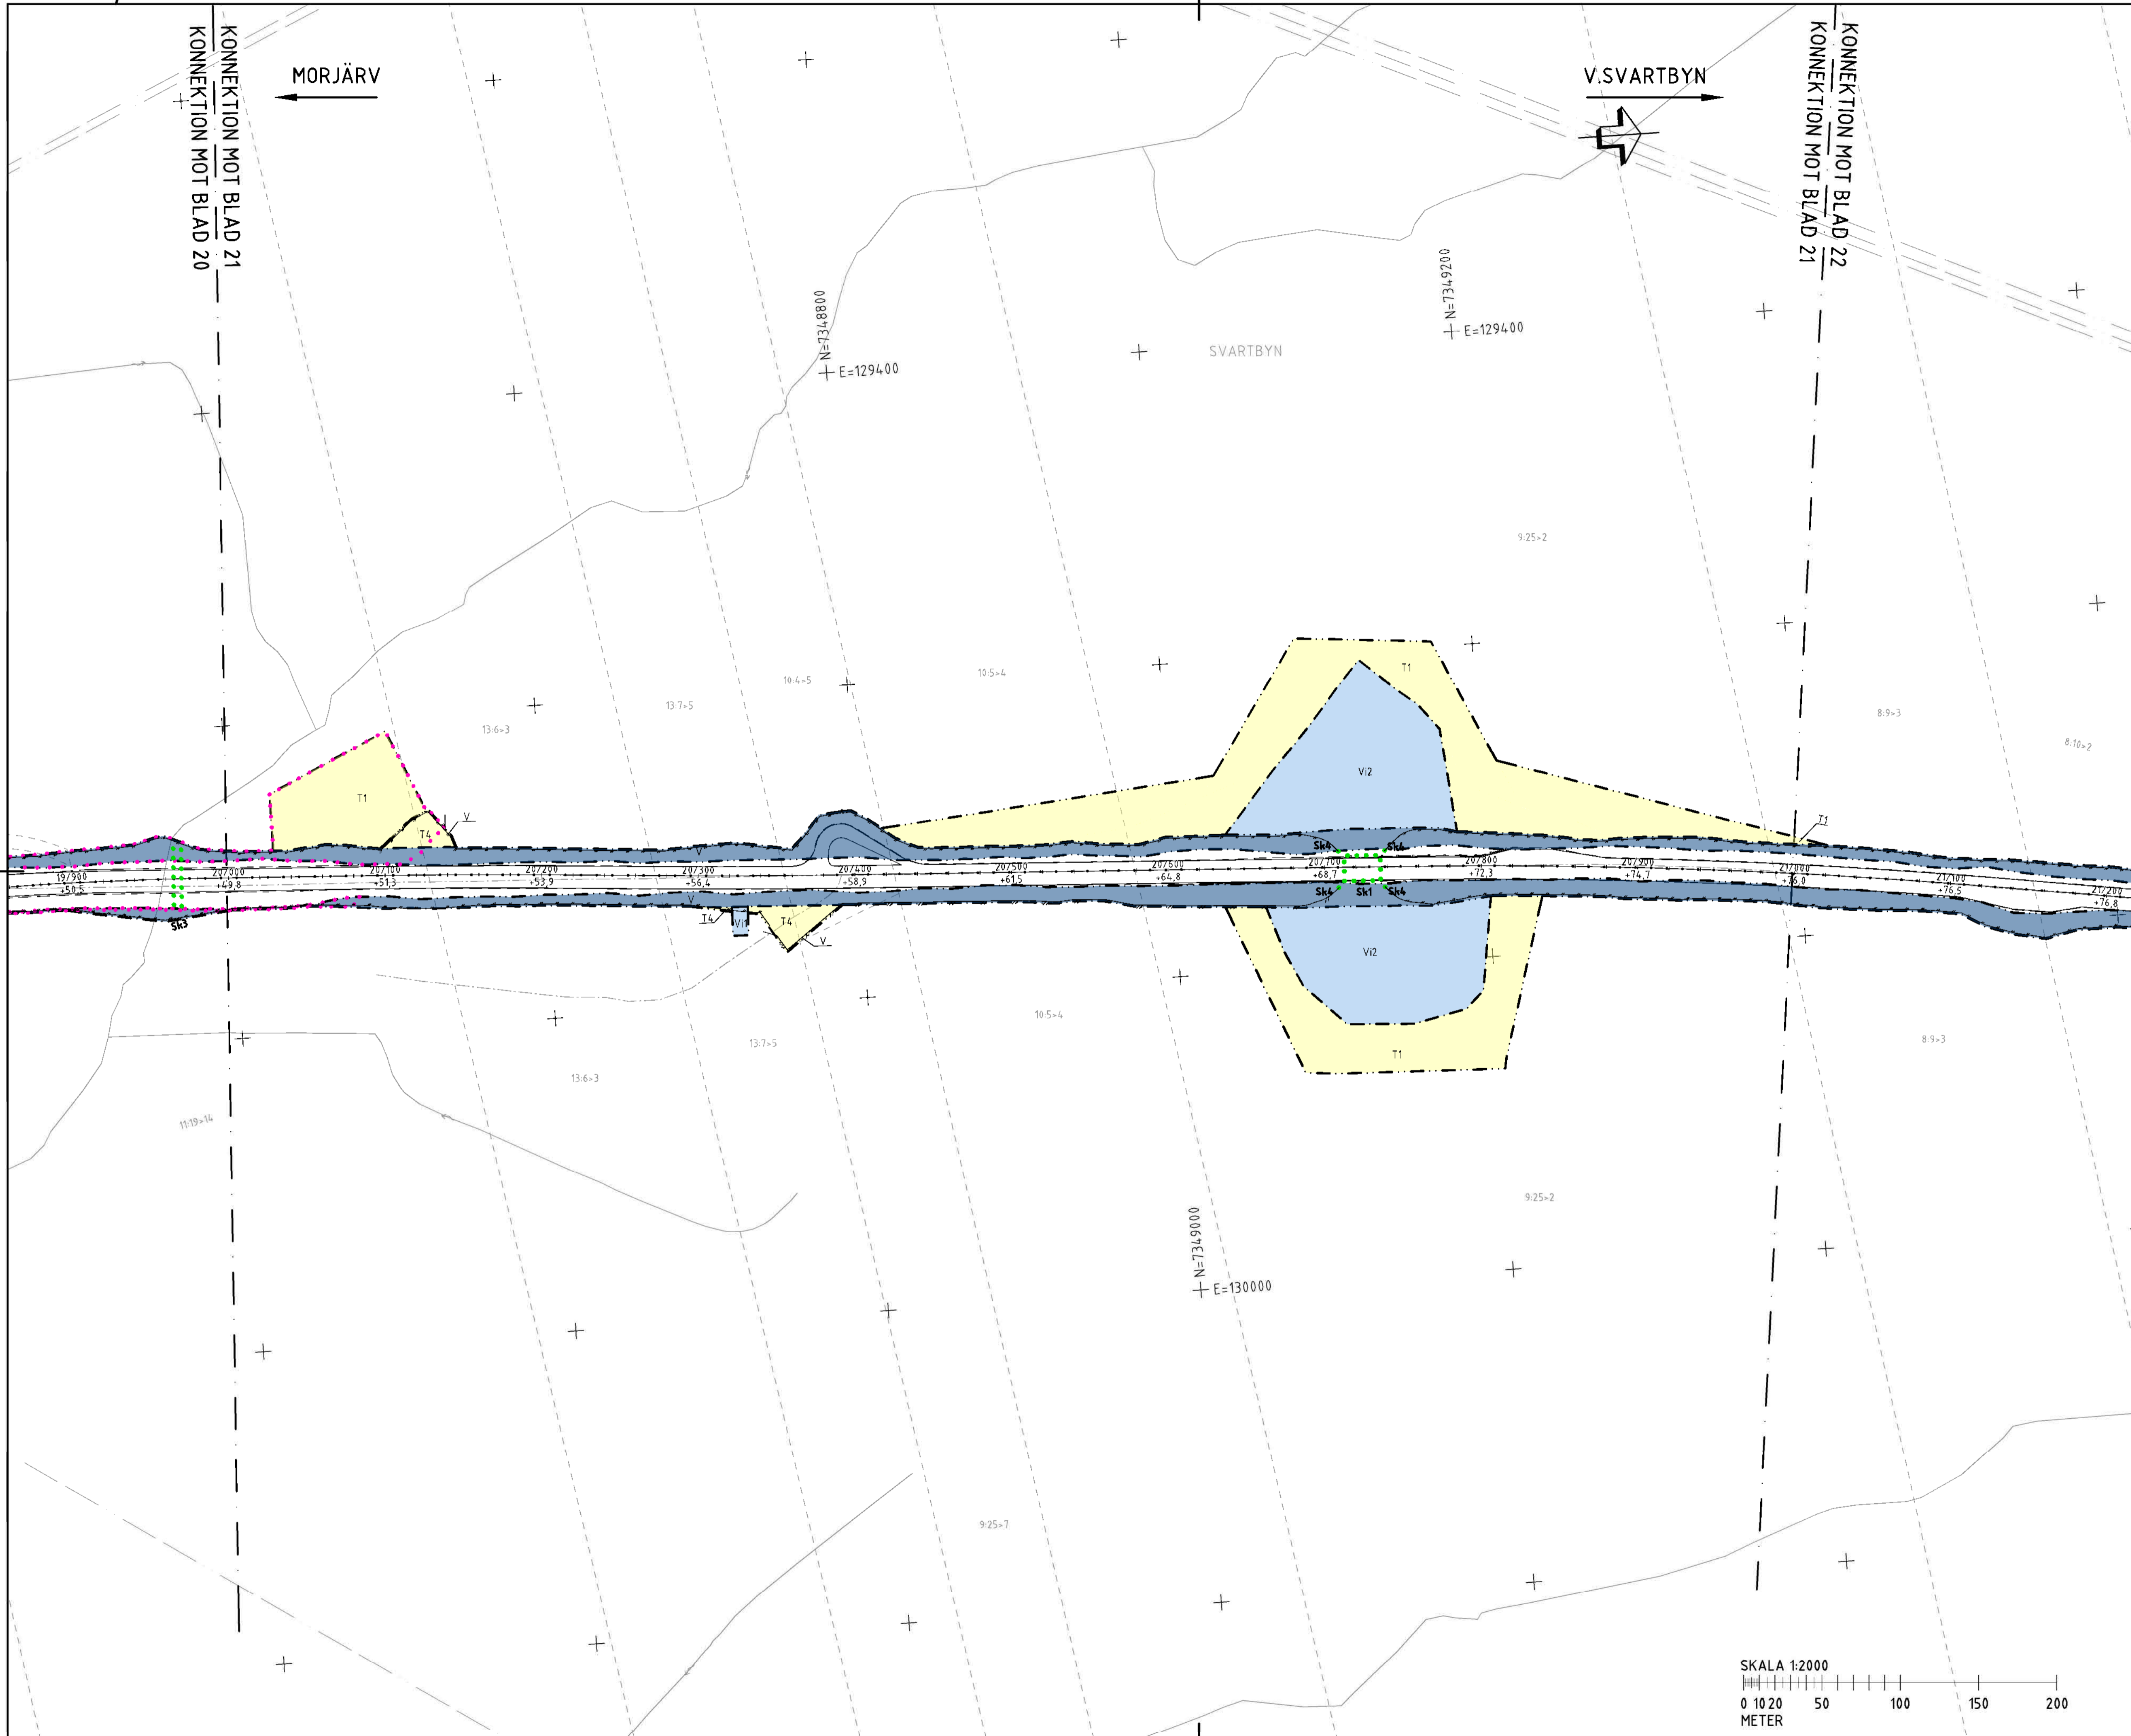 KONNEKTION MOT BLAD 21
KONNEKTION MOT BLAD 20
MORJÄRV
V.SVARTBYN
KONNEKTION MOT BLAD 22
KONNEKTION MOT BLAD 21
N=7349200
E=129400
N=7348800
E=129400
SVARTBYN
9:25>2
10:5>4
10:4>5
13:7>5
13:6>3
8:9>3
8:10>2
T1
Vi2
T1
T4
V
T1
V
Sk4
Sk4
19/900
20/000
20/100
20/200
20/300
20/400
20/500
20/600
20/700
20/800
20/900
21/000
21/100
21/200
+50,5
+49,8
+51,3
+53,9
+56,4
+58,9
+61,5
+64,8
+68,7
+72,3
+74,7
+76,0
+76,5
+76,8
Sk4
Sk1
Sk4
V
Sk3
T4
Vi1
T4
V
Vi2
10:5>4
13:7>5
T1
8:9>3
13:6>3
11:19>14
9:25>2
N=7349000
E=130000
9:25>7
SKALA 1:2000
0 10 20 50 100 150 200
METER